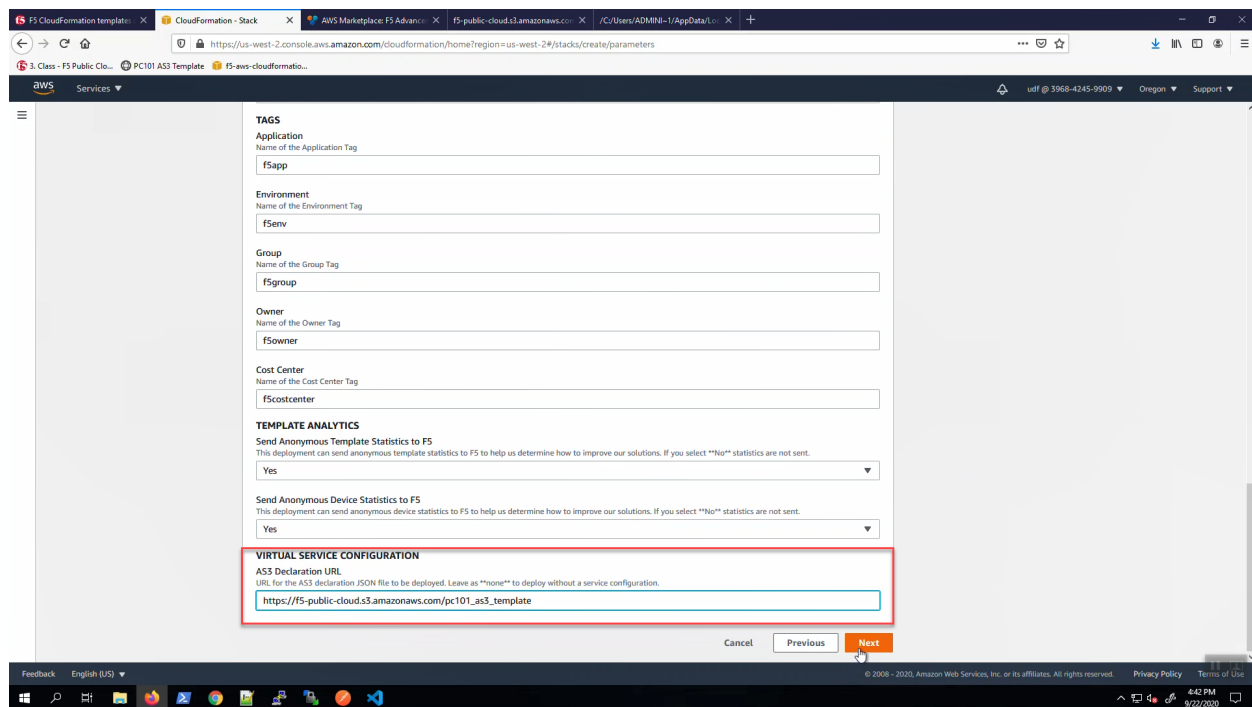 F5 CloudFormation templates
CloudFormation - Stack
AWS Marketplace: F5 Advance
f5-public-cloud.s3.amazonaws.com
/C:/Users/ADMINI~1/AppData/Loc
https://us-west-2.console.aws.amazon.com/cloudformation/home?region=us-west-2#/stacks/create/parameters
3. Class - F5 Public Clo...
PC101 AS3 Template
f5-aws-cloudformatio...
aws
Services
udf @ 3968-4245-9909
Oregon
Support
TAGS
Application
Name of the Application Tag
f5app
Environment
Name of the Environment Tag
f5env
Group
Name of the Group Tag
f5group
Owner
Name of the Owner Tag
f5owner
Cost Center
Name of the Cost Center Tag
f5costcenter
TEMPLATE ANALYTICS
Send Anonymous Template Statistics to F5
This deployment can send anonymous template statistics to F5 to help us determine how to improve our solutions. If you select **No** statistics are not sent.
Yes
Send Anonymous Device Statistics to F5
This deployment can send anonymous device statistics to F5 to help us determine how to improve our solutions. If you select **No** statistics are not sent.
Yes
VIRTUAL SERVICE CONFIGURATION
AS3 Declaration URL
URL for the AS3 declaration JSON file to be deployed. Leave as **none** to deploy without a service configuration.
https://f5-public-cloud.s3.amazonaws.com/pc101_as3_template
Cancel
Previous
Next
Feedback
English (US)
© 2008 - 2020, Amazon Web Services, Inc. or its affiliates. All rights reserved.
Privacy Policy
Terms of Use
4:42 PM
9/22/2020